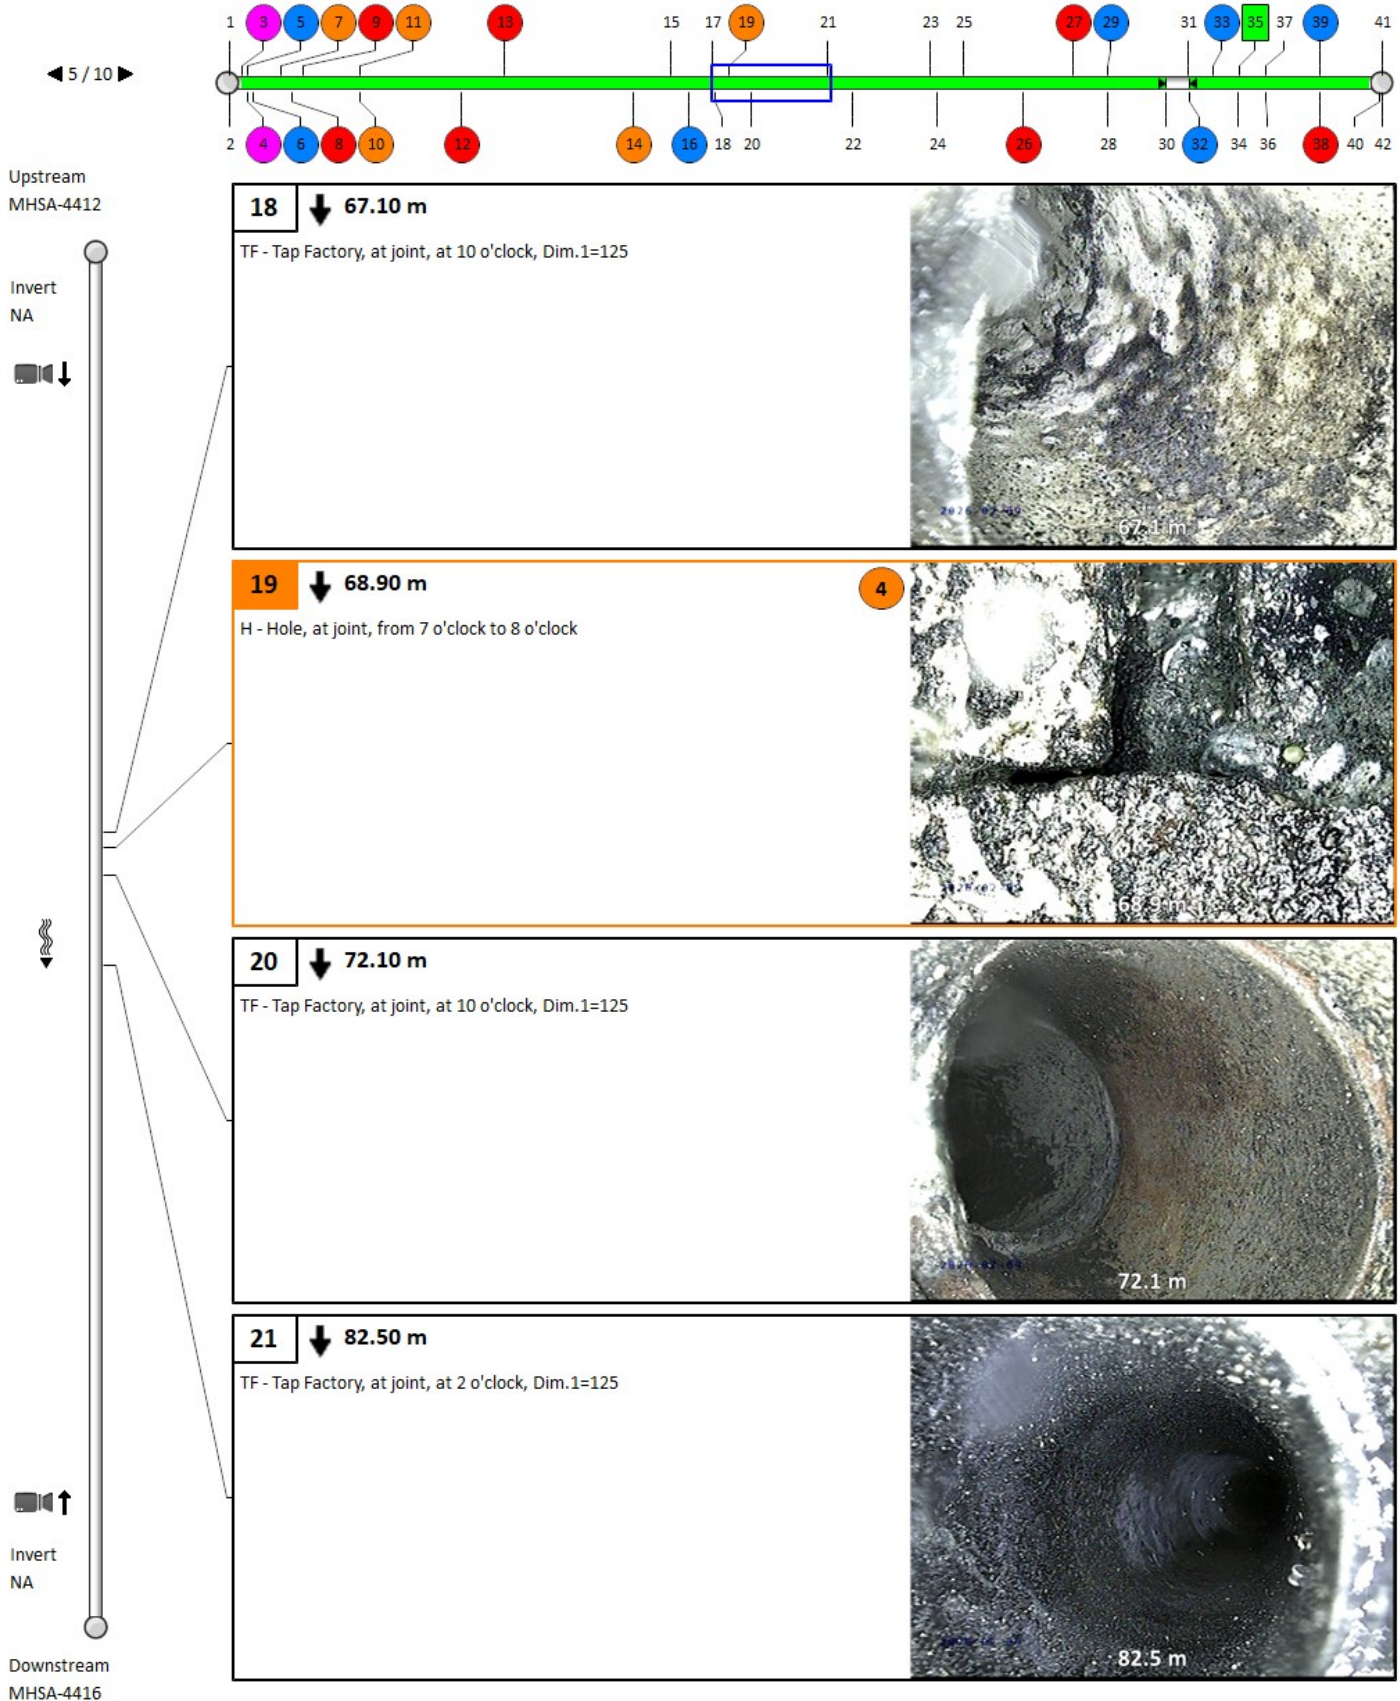 1 3 5 7 9 11 13 15 17 19 21 23 25 27 29 31 33 35 37 39 41
5 / 10
2 4 6 8 10 12 14 16 18 20 22 24 26 28 30 32 34 36 38 40 42
Upstream
MHSA-4412
Invert
NA
18 67.10 m
TF - Tap Factory, at joint, at 10 o'clock, Dim.1=125
67.1 m
19 68.90 m 4
H - Hole, at joint, from 7 o'clock to 8 o'clock
68.9 m
20 72.10 m
TF - Tap Factory, at joint, at 10 o'clock, Dim.1=125
72.1 m
21 82.50 m
TF - Tap Factory, at joint, at 2 o'clock, Dim.1=125
82.5 m
Invert
NA
Downstream
MHSA-4416